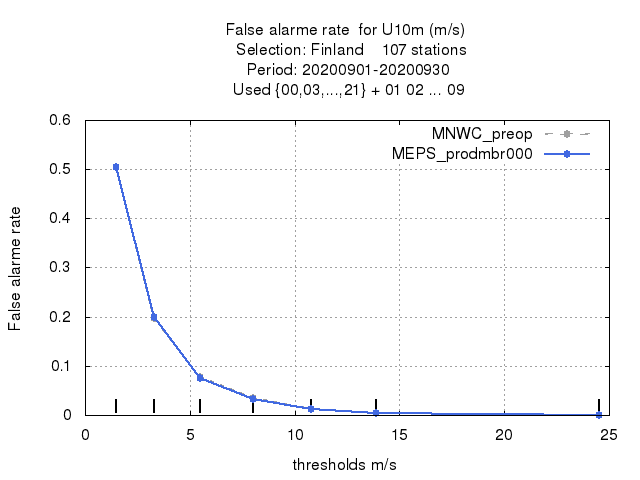 False alarme rate  for U10m (m/s)
Selection: Finland    107 stations
Period: 20200901-20200930
Used {00,03,...,21} + 01 02 ... 09
MNWC_preop
MEPS_prodmbr000
False alarme rate
0.6
0.5
0.4
0.3
0.2
0.1
0
0 5 10 15 20 25
thresholds m/s